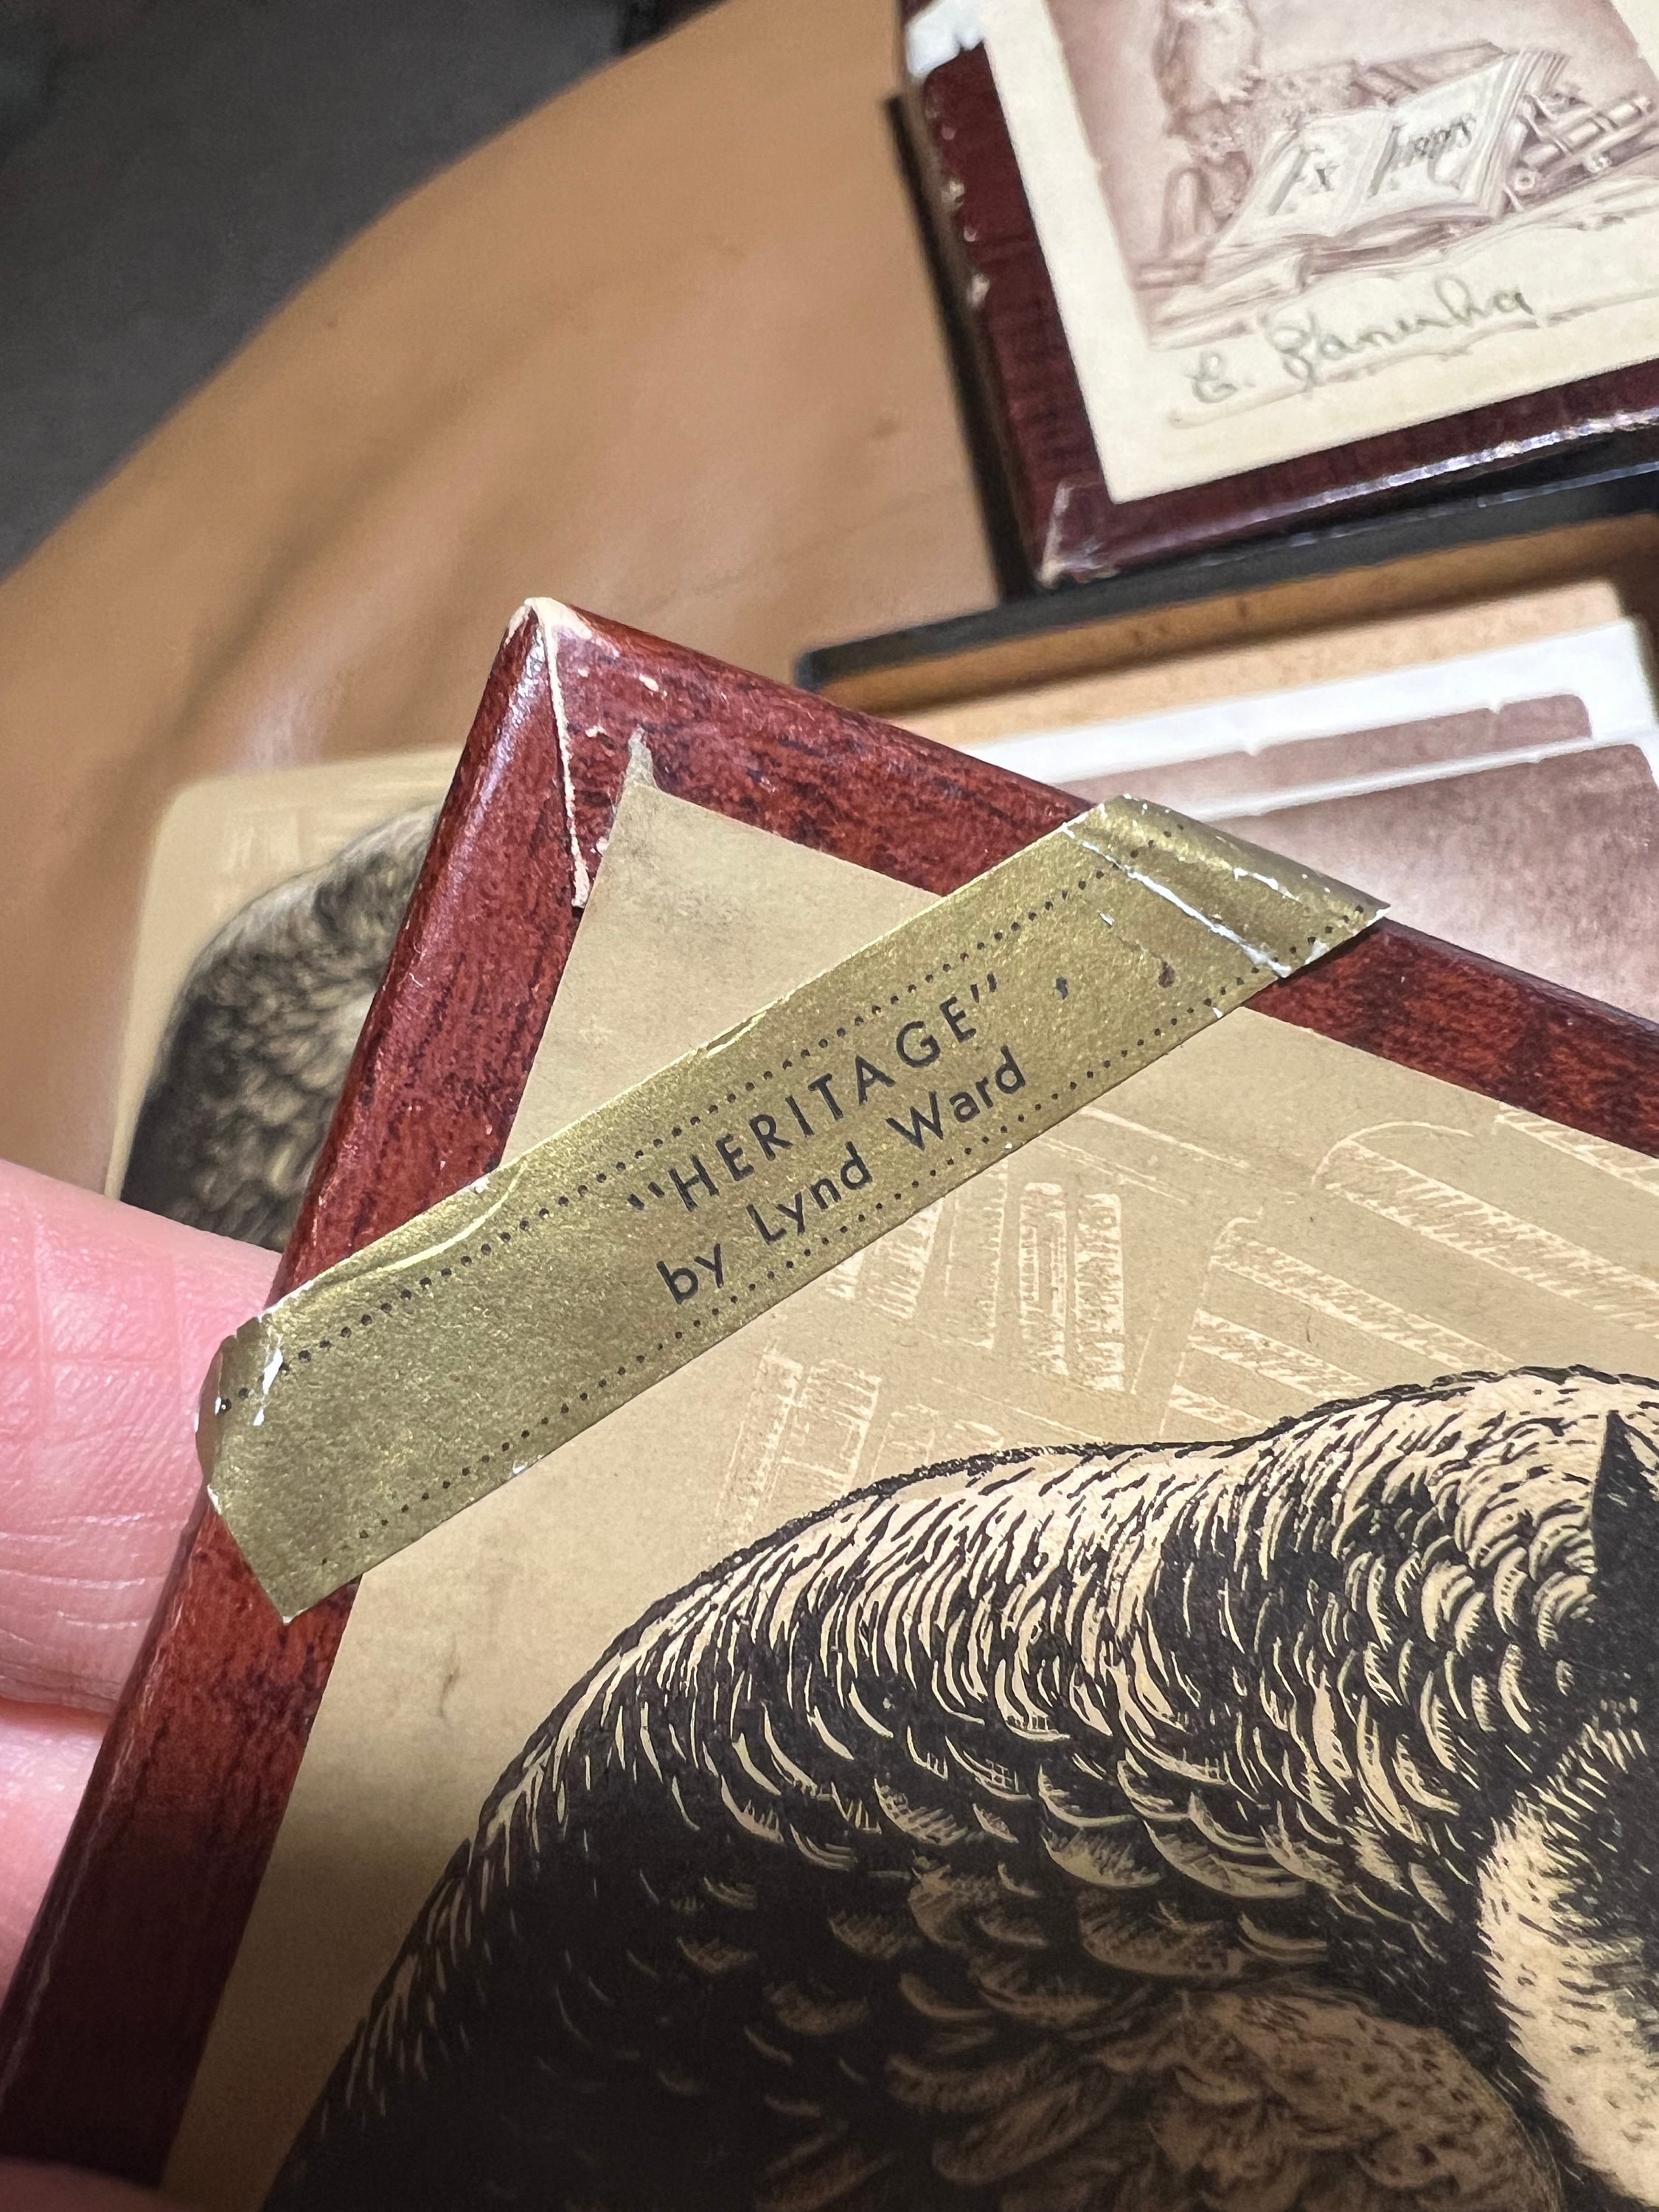 Ex Libris
"HERITAGE"
by Lynd Ward